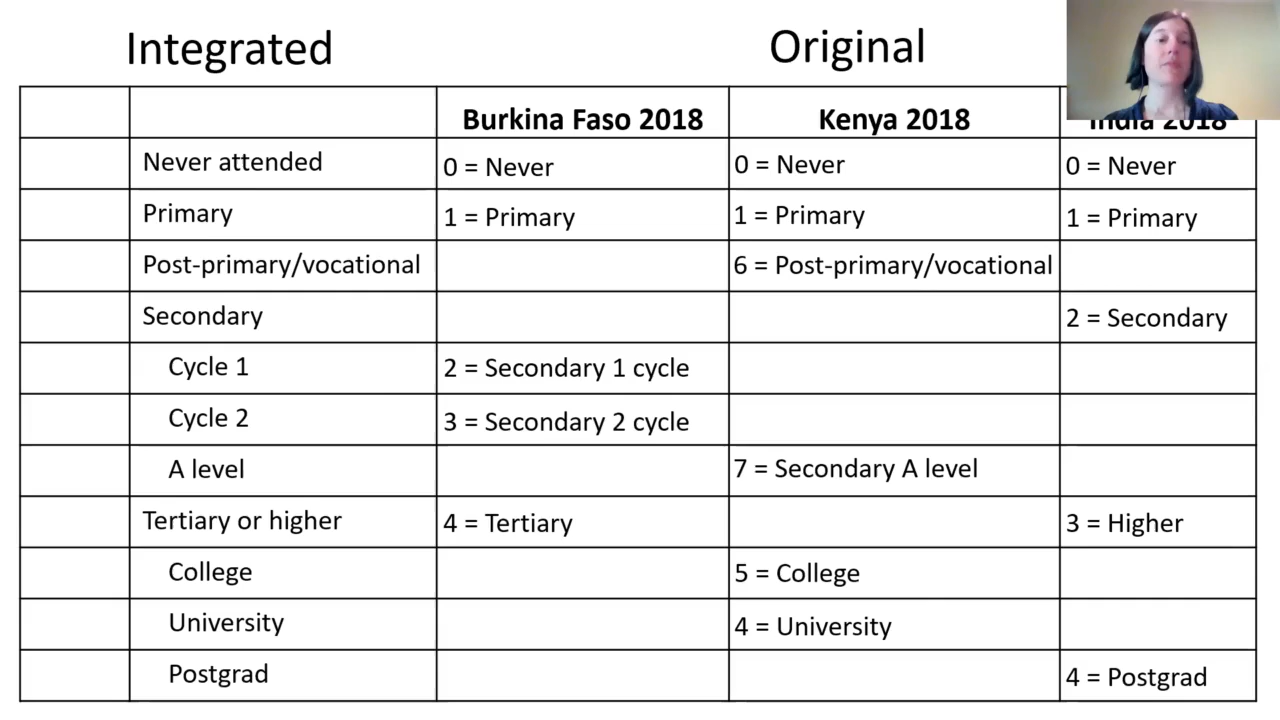 Integrated
Original
Burkina Faso 2018 Kenya 2018 India 2018
Never attended 0 = Never 0 = Never 0 = Never
Primary 1 = Primary 1 = Primary 1 = Primary
Post-primary/vocational 6 = Post-primary/vocational
Secondary 2 = Secondary
Cycle 1 2 = Secondary 1 cycle
Cycle 2 3 = Secondary 2 cycle
A level 7 = Secondary A level
Tertiary or higher 4 = Tertiary 3 = Higher
College 5 = College
University 4 = University
Postgrad 4 = Postgrad